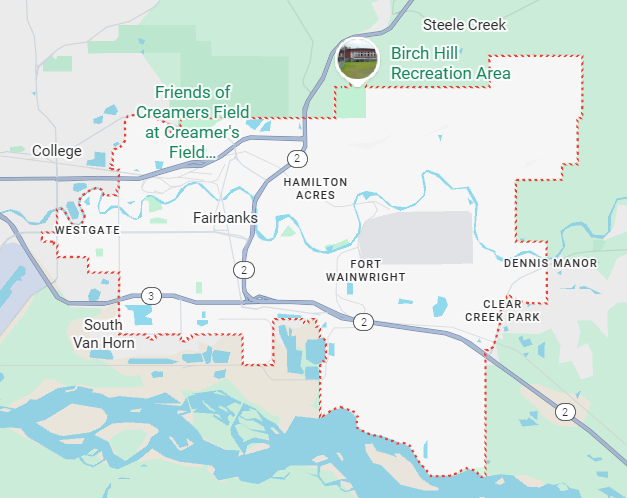 Steele Creek
Birch Hill
Recreation Area
Friends of
Creamers Field
at Creamer's
Field...
College
2
HAMILTON
ACRES
Fairbanks
WESTGATE
FORT
WAINWRIGHT
DENNIS MANOR
2
3
CLEAR
CREEK PARK
South
Van Horn
2
2